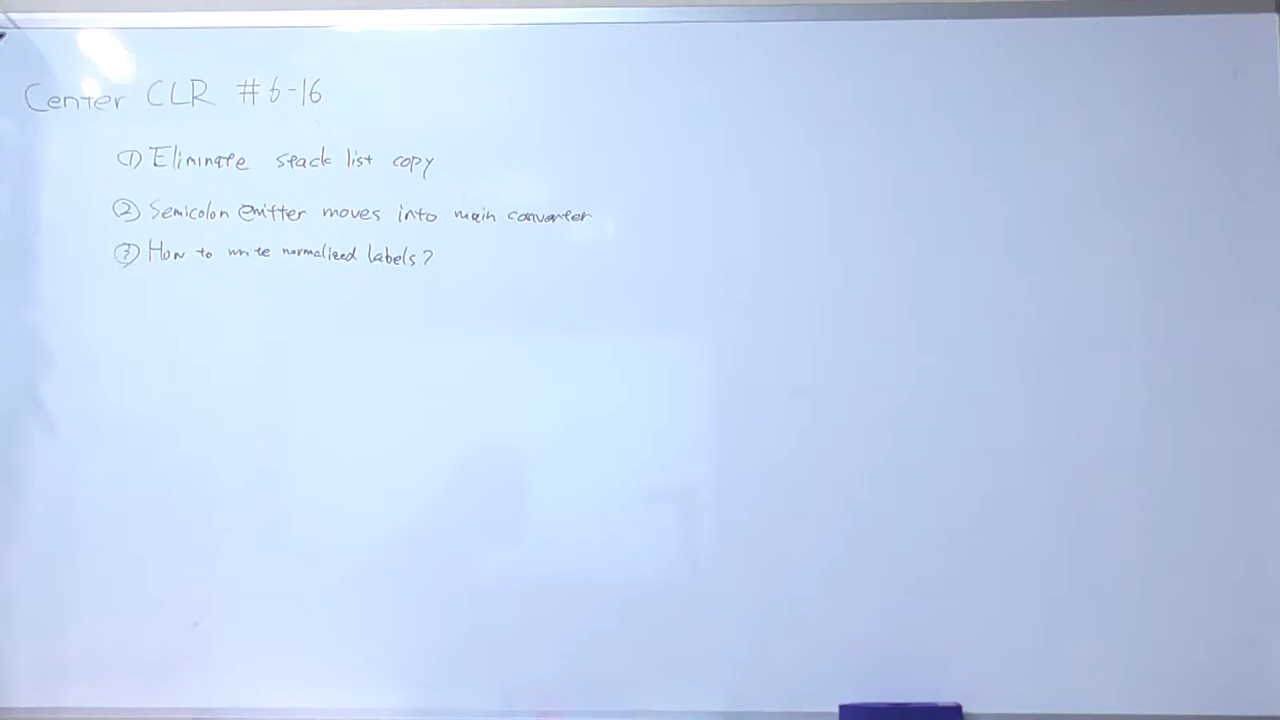 Center CLR #6-16
① Eliminate stack list copy
② Semicolon emitter moves into main converter
③ How to write normalized labels?